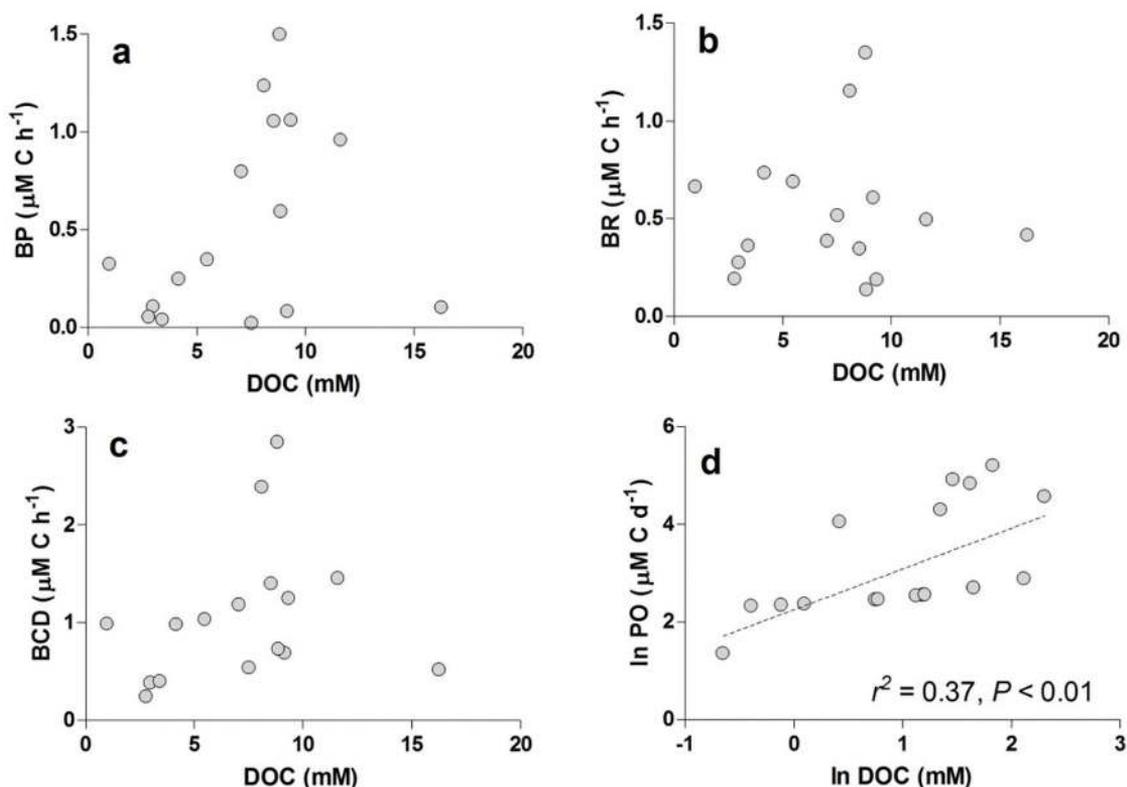 a
1.5
1.0
0.5
0.0
BP (µM C h⁻¹)
0 5 10 15 20
DOC (mM)
b
1.5
1.0
0.5
0.0
BR (µM C h⁻¹)
0 5 10 15 20
DOC (mM)
c
3
2
1
0
BCD (µM C h⁻¹)
0 5 10 15 20
DOC (mM)
d
6
4
2
0
ln PO (µM C d⁻¹)
r² = 0.37, P < 0.01
-1 0 1 2 3
ln DOC (mM)